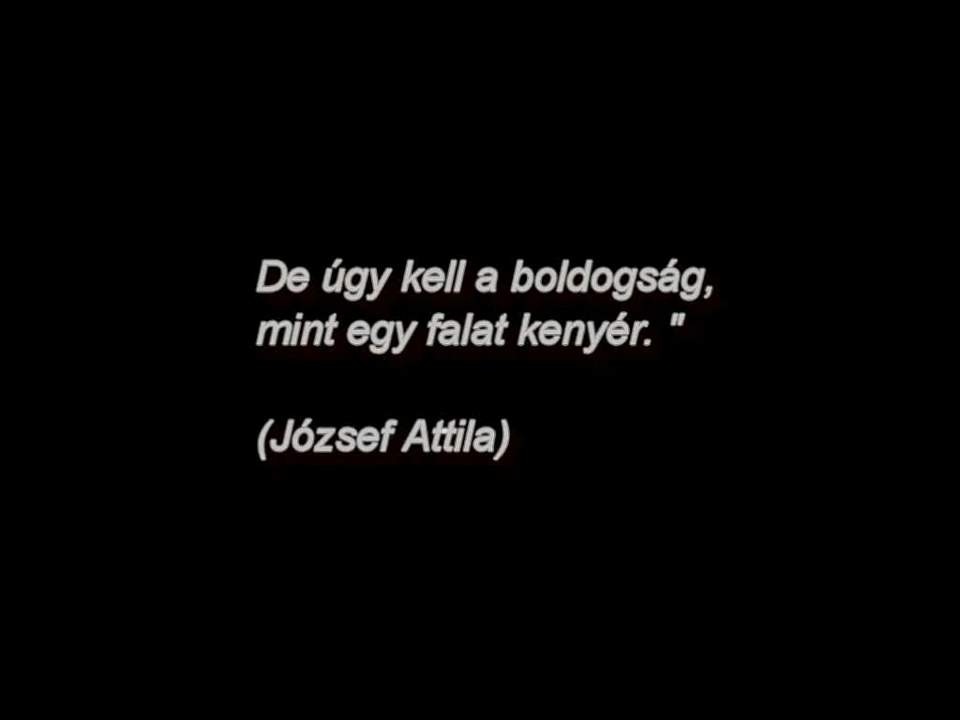 De úgy kell a boldogság,
mint egy falat kenyér. "
(József Attila)